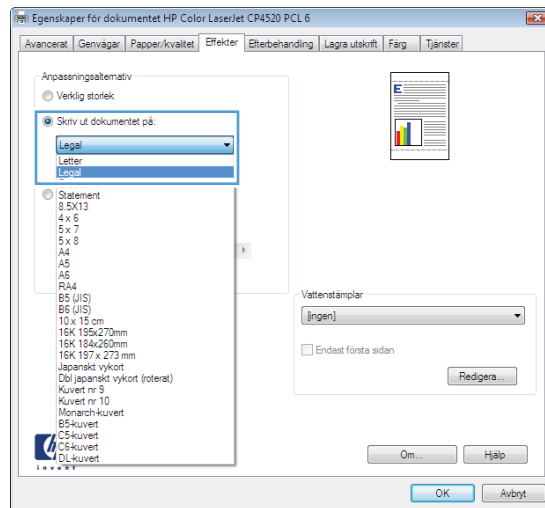 Egenskaper för dokumentet HP Color LaserJet CP4520 PCL 6
Avancerat Genvägar Papper/kvalitet Effekter Efterbehandling Lagra utskrift Färg Tjänster
Anpassningsalternativ
Verklig storlek
Skriv ut dokumentet på:
Legal
Letter
Legal
Statement
8.5X13
4 x 6
5 x 7
5 x 8
A4
A5
A6
RA4
B5 (JIS)
B6 (JIS)
10 x 15 cm
16K 195x270mm
16K 184x260mm
16K 197 x 273 mm
Japanskt vykort
Dbl japanskt vykort (roterat)
Kuvert nr 9
Kuvert nr 10
Monarch-kuvert
B5-kuvert
C5-kuvert
C6-kuvert
DL-kuvert
E
Vattenstämplar
[ingen]
Endast första sidan
Redigera...
invent
Om...
Hjälp
OK
Avbryt